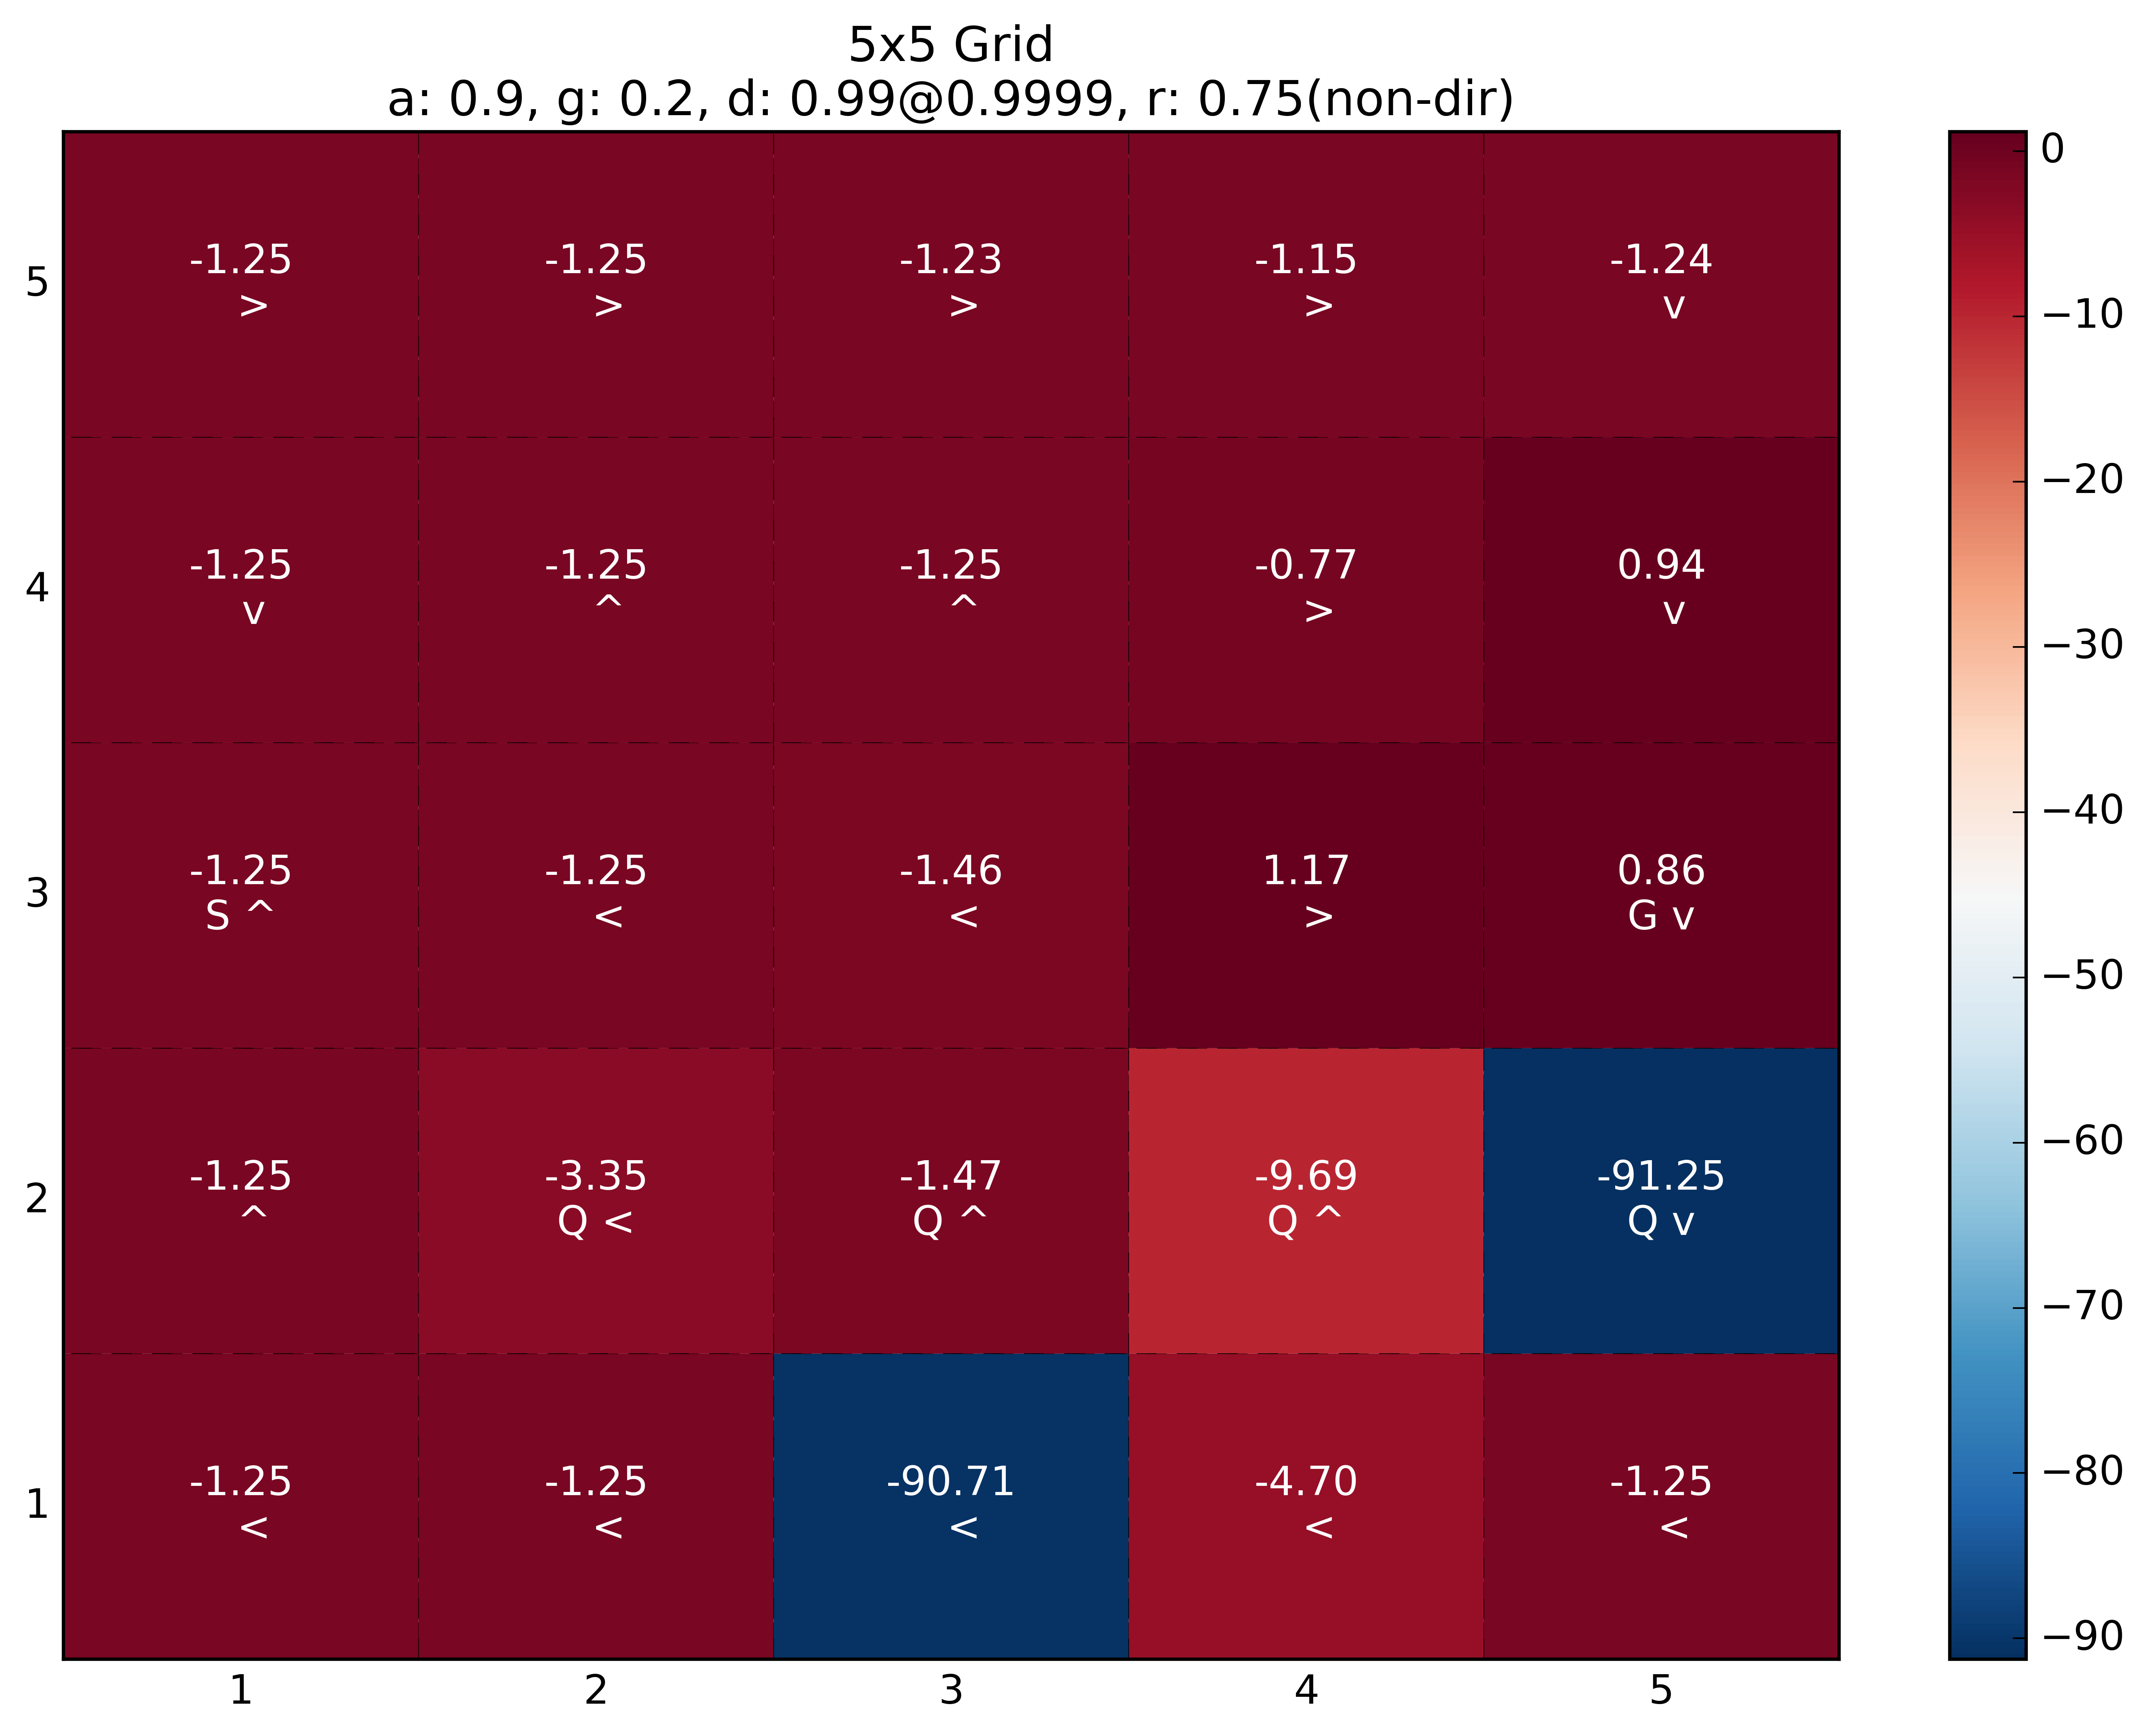 5x5 Grid
a: 0.9, g: 0.2, d: 0.99@0.9999, r: 0.75(non-dir)
5
-1.25 -1.25 -1.23 -1.15 -1.24
> > > > v
4
-1.25 -1.25 -1.25 -0.77 0.94
v ^ ^ > v
3
-1.25 -1.25 -1.46 1.17 0.86
S ^ < < > G v
2
-1.25 -3.35 -1.47 -9.69 -91.25
^ Q < Q ^ Q ^ Q v
1
-1.25 -1.25 -90.71 -4.70 -1.25
< < < < <
1 2 3 4 5
0
−10
−20
−30
−40
−50
−60
−70
−80
−90